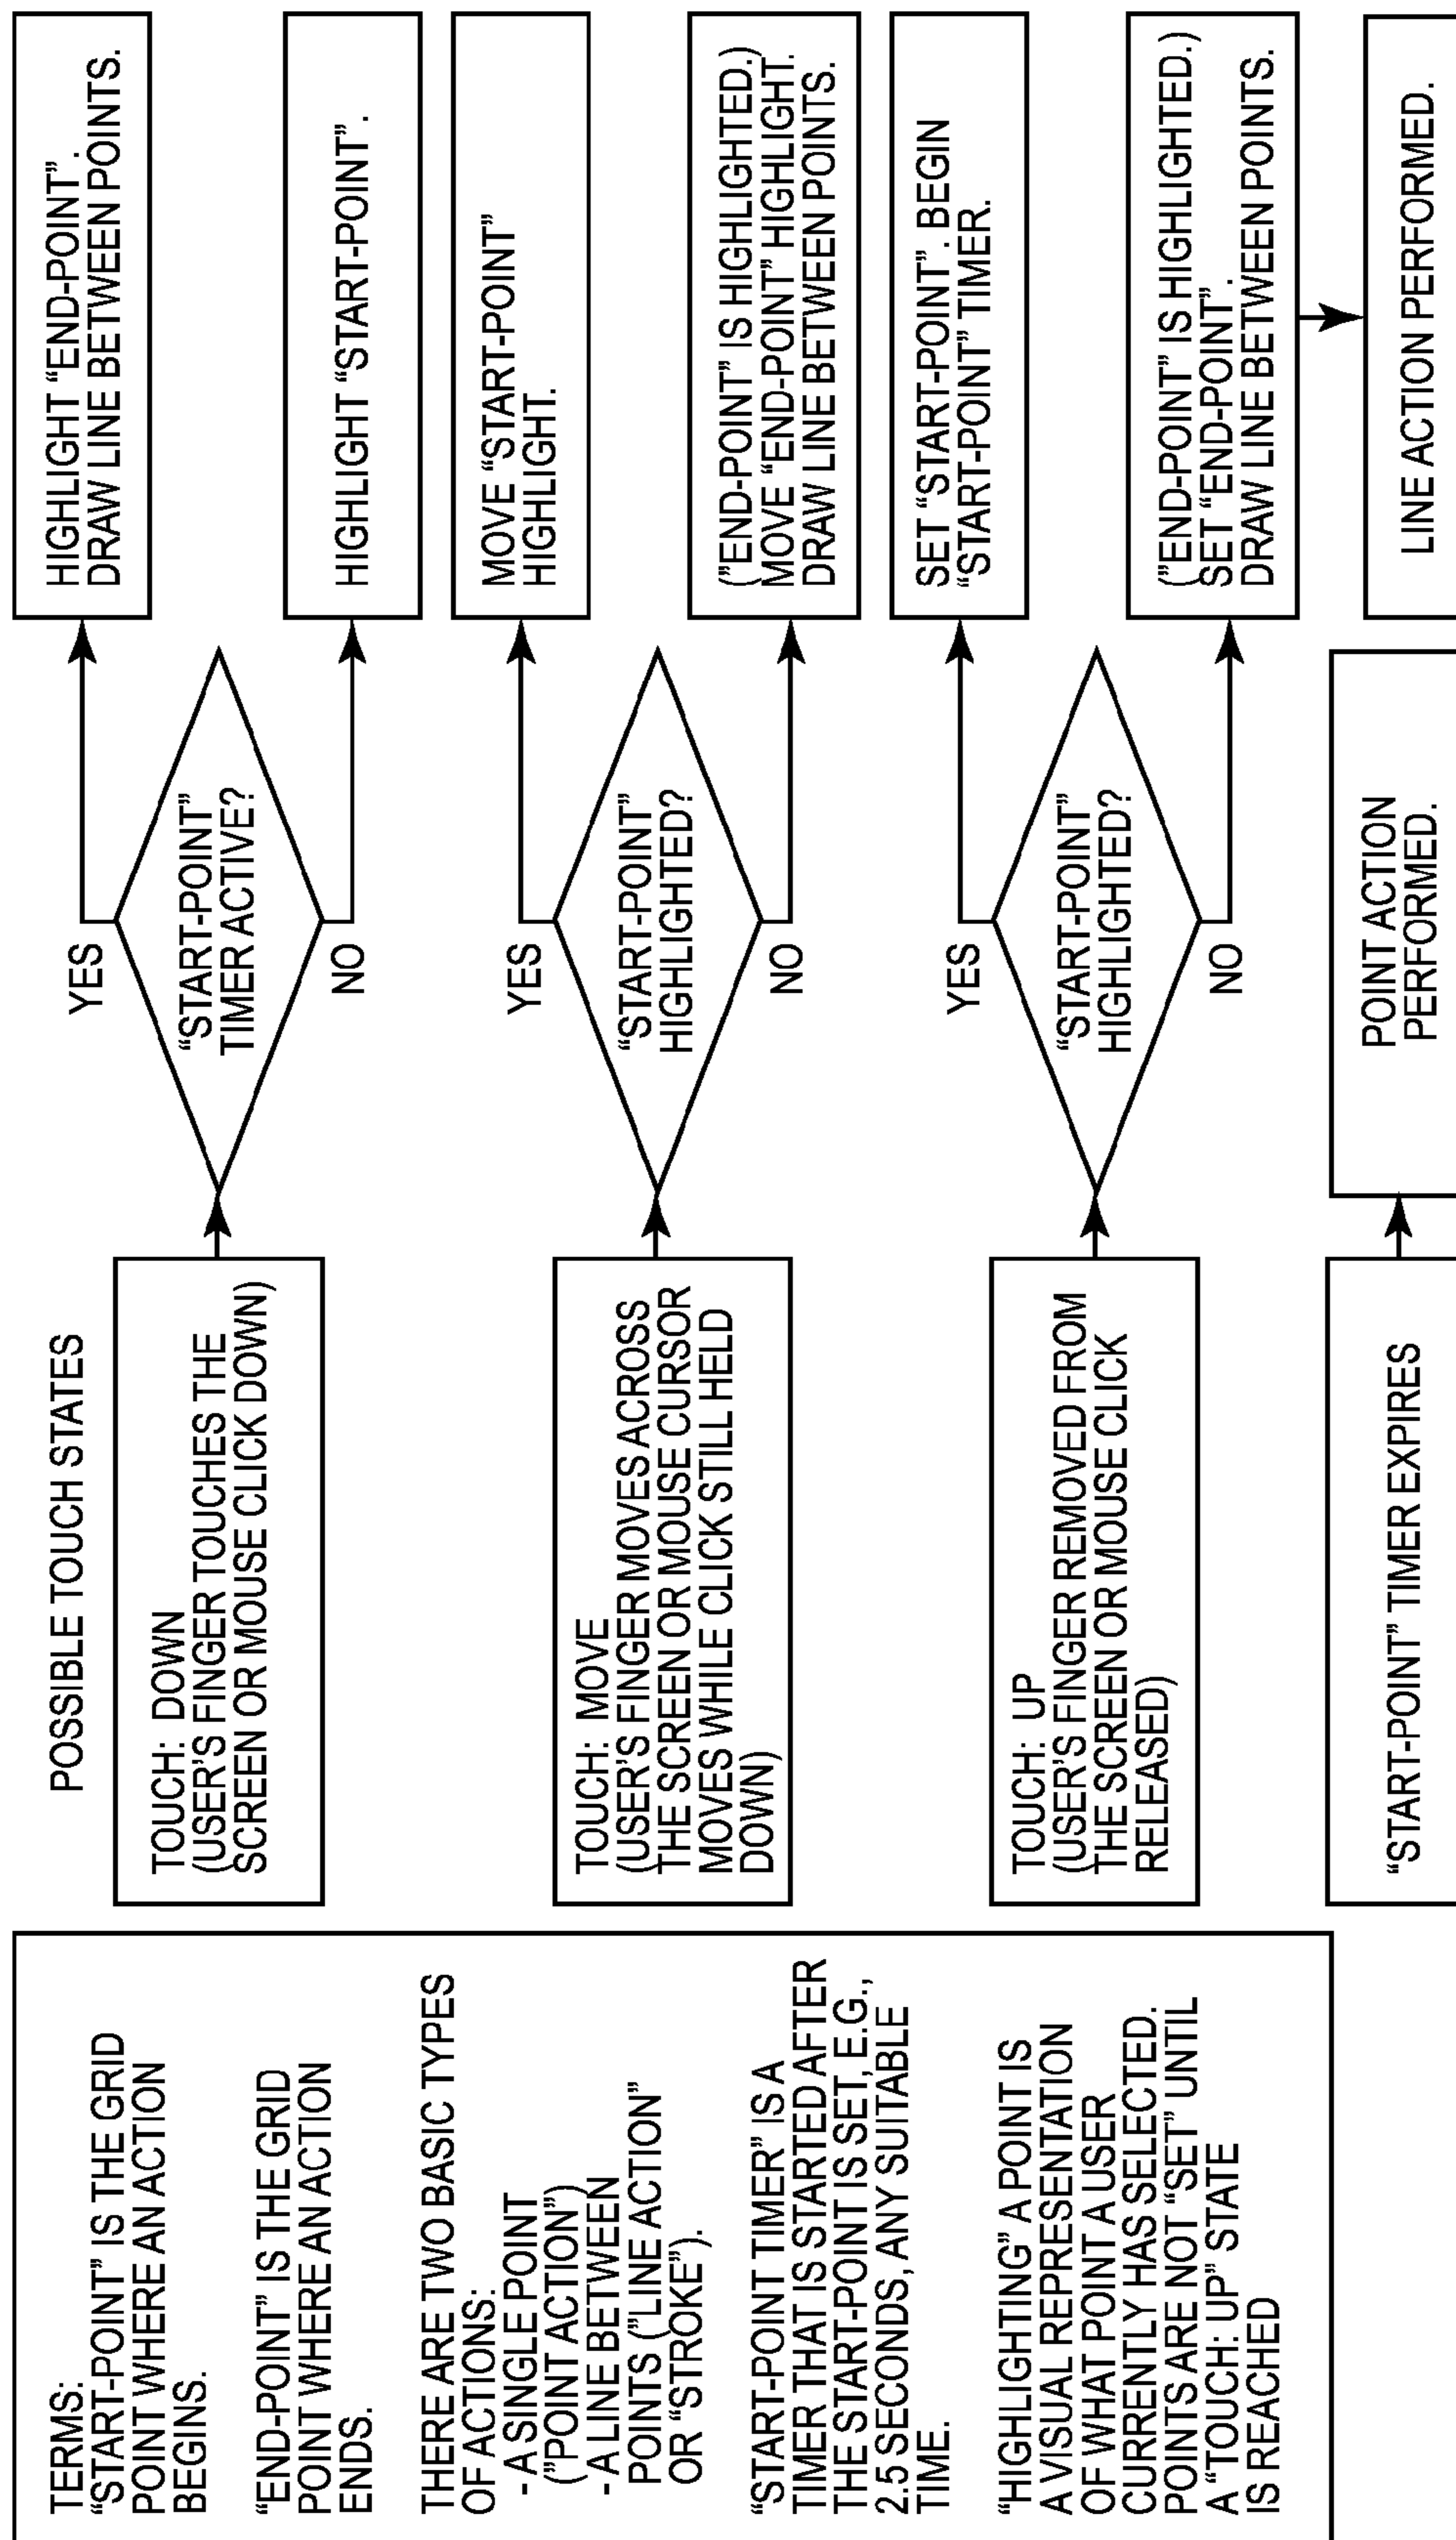 TERMS:
“START-POINT” IS THE GRID
POINT WHERE AN ACTION
BEGINS.
“END-POINT” IS THE GRID
POINT WHERE AN ACTION
ENDS.
THERE ARE TWO BASIC TYPES
OF ACTIONS:
- A SINGLE POINT
(”POINT ACTION”)
- A LINE BETWEEN
POINTS (”LINE ACTION”
OR “STROKE”).
“START-POINT TIMER” IS A
TIMER THAT IS STARTED AFTER
THE START-POINT IS SET, E.G.,
2.5 SECONDS, ANY SUITABLE
TIME.
“HIGHLIGHTING” A POINT IS
A VISUAL REPRESENTATION
OF WHAT POINT A USER
CURRENTLY HAS SELECTED.
POINTS ARE NOT “SET” UNTIL
A “TOUCH: UP” STATE
IS REACHED
POSSIBLE TOUCH STATES
TOUCH: DOWN
(USER’S FINGER TOUCHES THE
SCREEN OR MOUSE CLICK DOWN)
“START-POINT”
TIMER ACTIVE?
YES
HIGHLIGHT “END-POINT”.
DRAW LINE BETWEEN POINTS.
NO
HIGHLIGHT “START-POINT”.
TOUCH: MOVE
(USER’S FINGER MOVES ACROSS
THE SCREEN OR MOUSE CURSOR
MOVES WHILE CLICK STILL HELD
DOWN)
“START-POINT”
HIGHLIGHTED?
YES
MOVE “START-POINT”
HIGHLIGHT.
NO
(”END-POINT” IS HIGHLIGHTED.)
MOVE “END-POINT” HIGHLIGHT.
DRAW LINE BETWEEN POINTS.
TOUCH: UP
(USER’S FINGER REMOVED FROM
THE SCREEN OR MOUSE CLICK
RELEASED)
“START-POINT”
HIGHLIGHTED?
YES
SET “START-POINT”. BEGIN
“START-POINT” TIMER.
NO
(”END-POINT” IS HIGHLIGHTED.)
SET “END-POINT”.
DRAW LINE BETWEEN POINTS.
“START-POINT” TIMER EXPIRES
POINT ACTION
PERFORMED.
LINE ACTION PERFORMED.